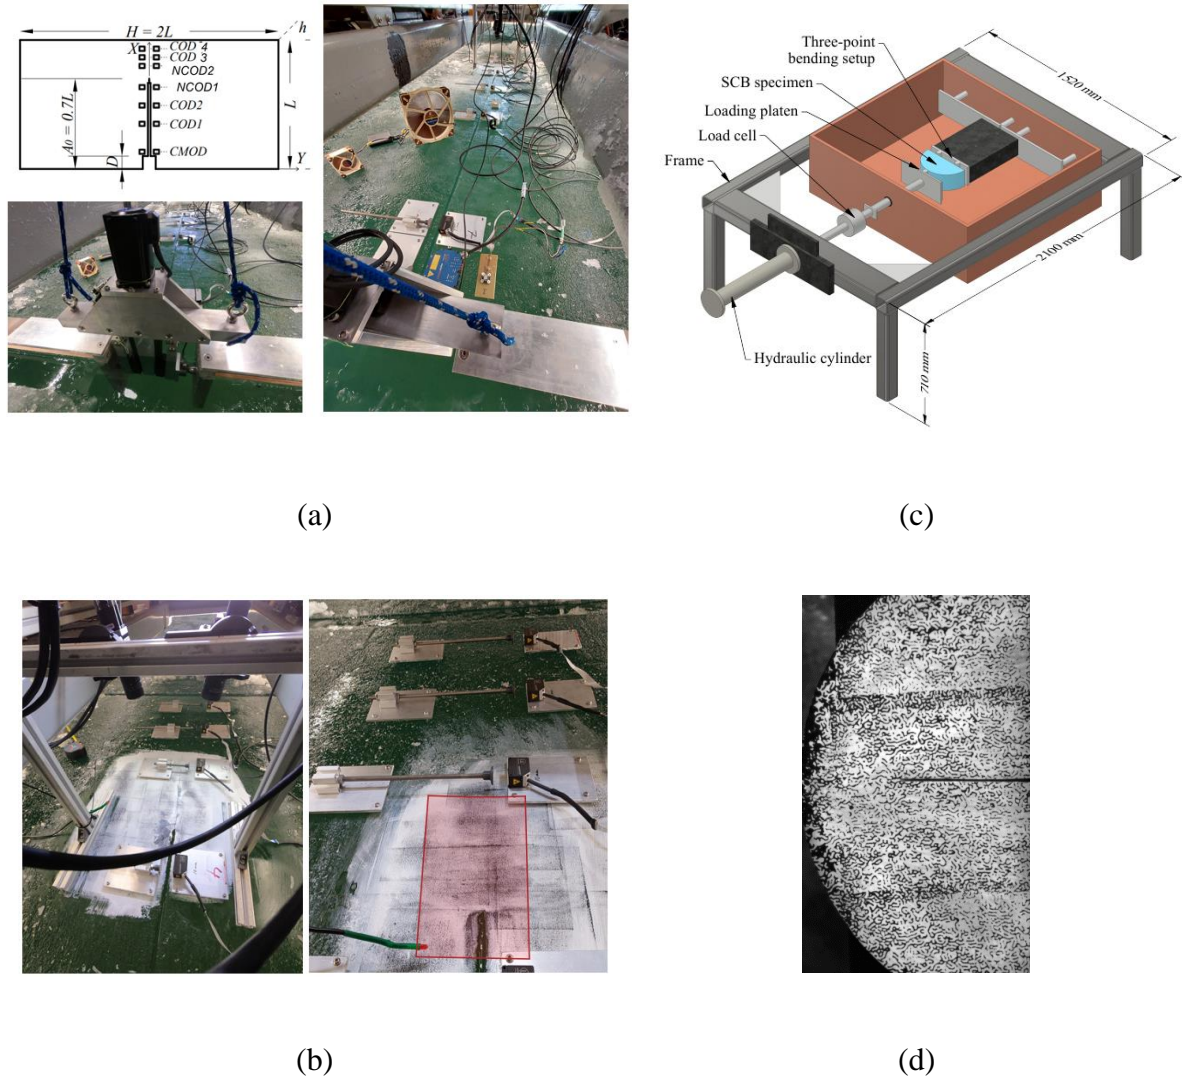 H = 2L
h
X
COD 4
COD 3
NCOD2
NCOD1
COD2
COD1
CMOD
A₀ = 0.7L
L
D
Y
Three-point
bending setup
SCB specimen
Loading platen
Load cell
Frame
1520 mm
2100 mm
710 mm
Hydraulic cylinder
(a)
(c)
(b)
(d)